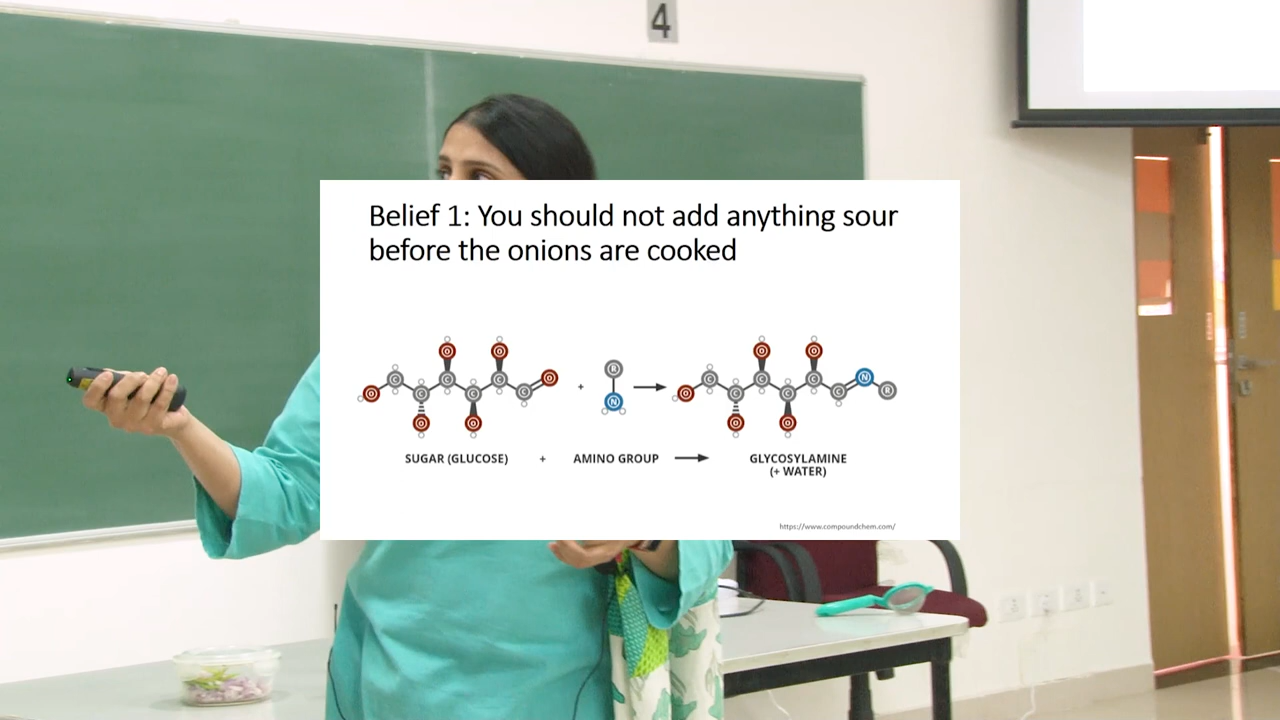 4
Belief 1: You should not add anything sour
before the onions are cooked
O C C C C C C O O O O O + R N → O C C C C C C N R O O O O
SUGAR (GLUCOSE) + AMINO GROUP → GLYCOSYLAMINE
(+ WATER)
https://www.compoundchem.com/